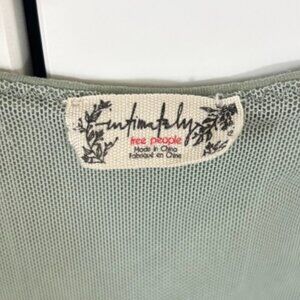 intimately
free people
Made in China
Fabriqué en Chine